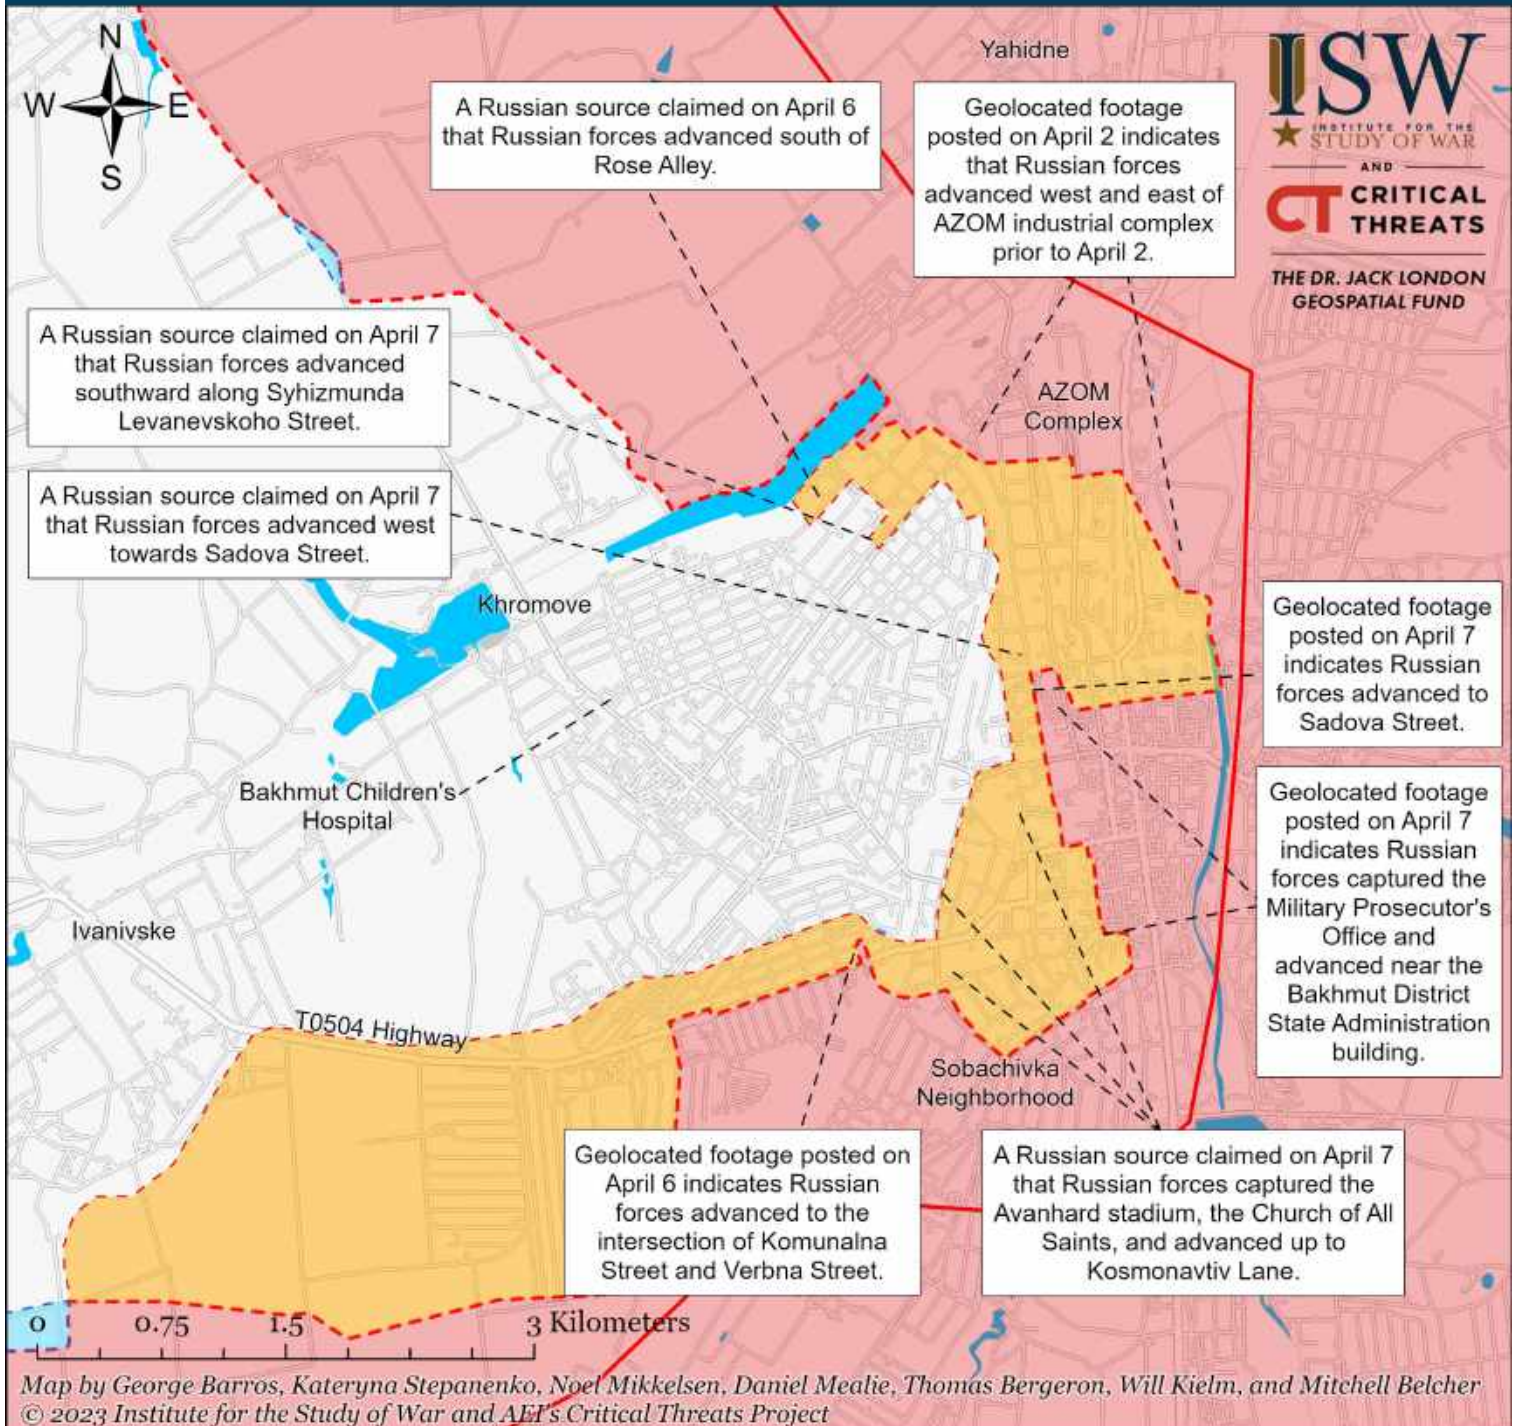 N
W
E
S
Yahidne
ISW
INSTITUTE FOR THE
STUDY OF WAR
AND
CT CRITICAL
THREATS
THE DR. JACK LONDON
GEOSPATIAL FUND
A Russian source claimed on April 6
that Russian forces advanced south of
Rose Alley.
Geolocated footage
posted on April 2 indicates
that Russian forces
advanced west and east of
AZOM industrial complex
prior to April 2.
A Russian source claimed on April 7
that Russian forces advanced
southward along Syhizmunda
Levanevskoho Street.
AZOM
Complex
A Russian source claimed on April 7
that Russian forces advanced west
towards Sadova Street.
Khromove
Geolocated footage
posted on April 7
indicates Russian
forces advanced to
Sadova Street.
Bakhmut Children's
Hospital
Geolocated footage
posted on April 7
indicates Russian
forces captured the
Military Prosecutor's
Office and
advanced near the
Bakhmut District
State Administration
building.
Ivanivske
T0504 Highway
Sobachivka
Neighborhood
Geolocated footage posted on
April 6 indicates Russian
forces advanced to the
intersection of Komunalna
Street and Verbna Street.
A Russian source claimed on April 7
that Russian forces captured the
Avanhard stadium, the Church of All
Saints, and advanced up to
Kosmonavtiv Lane.
0 0.75 1.5 3 Kilometers
Map by George Barros, Kateryna Stepanenko, Noel Mikkelsen, Daniel Mealie, Thomas Bergeron, Will Kielm, and Mitchell Belcher
© 2023 Institute for the Study of War and AEI's Critical Threats Project